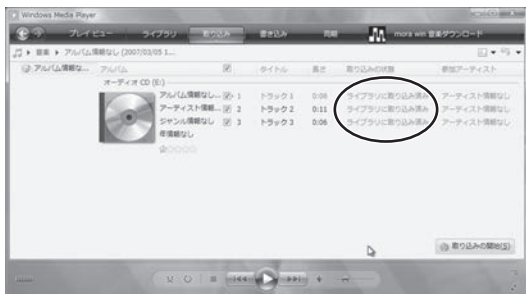 Windows Media Player
プレイ ビュー ライブラリ 取り込み 書き込み 同期 mora win 音楽ダウンロード
音楽 アルバム情報なし (2007/03/05 1...
アルバム情報な... アルバム タイトル 長さ 取り込みの状態 参加アーティスト
オーディオ CD (E:)
アルバム情報なし... 1 トラック 1 0:06 ライブラリに取り込み済み アーティスト情報なし
アーティスト情報... 2 トラック 2 0:11 ライブラリに取り込み済み アーティスト情報なし
ジャンル情報なし 3 トラック 3 0:06 ライブラリに取り込み済み アーティスト情報なし
年情報なし
取り込みの開始(S)